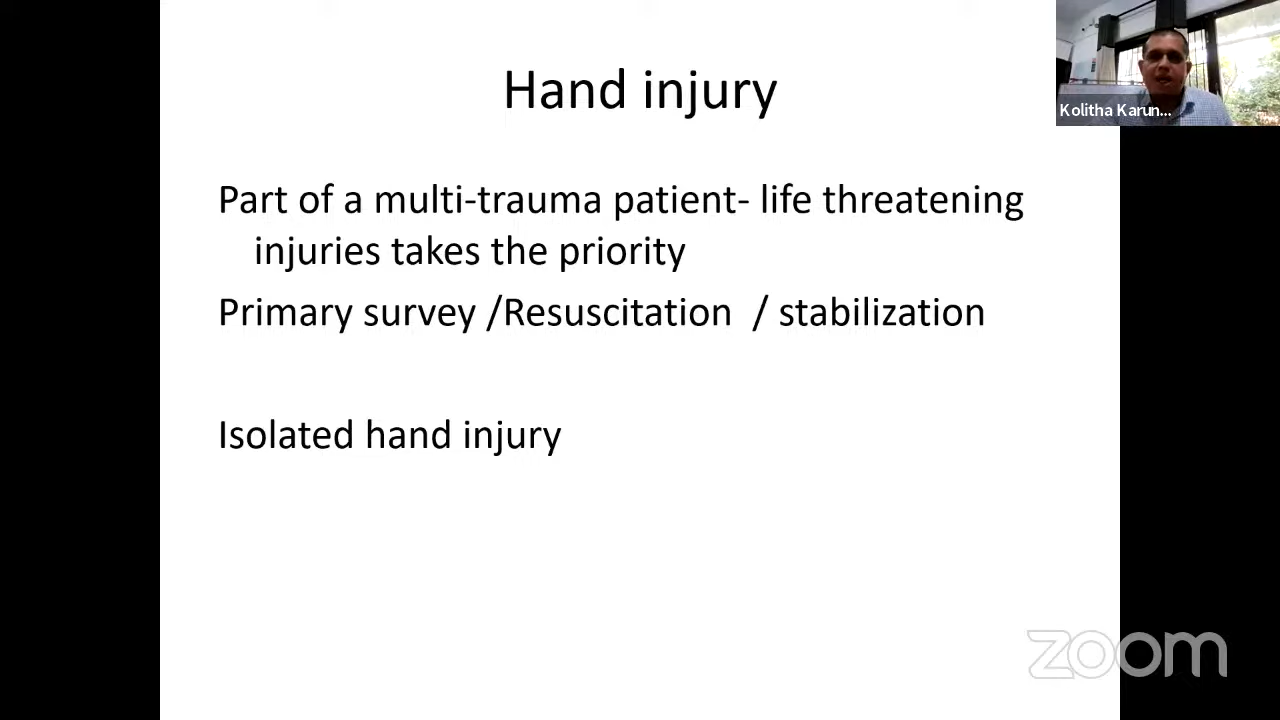 Hand injury
Kolitha Karun...
Part of a multi-trauma patient- life threatening
injuries takes the priority
Primary survey /Resuscitation / stabilization
Isolated hand injury
zoom